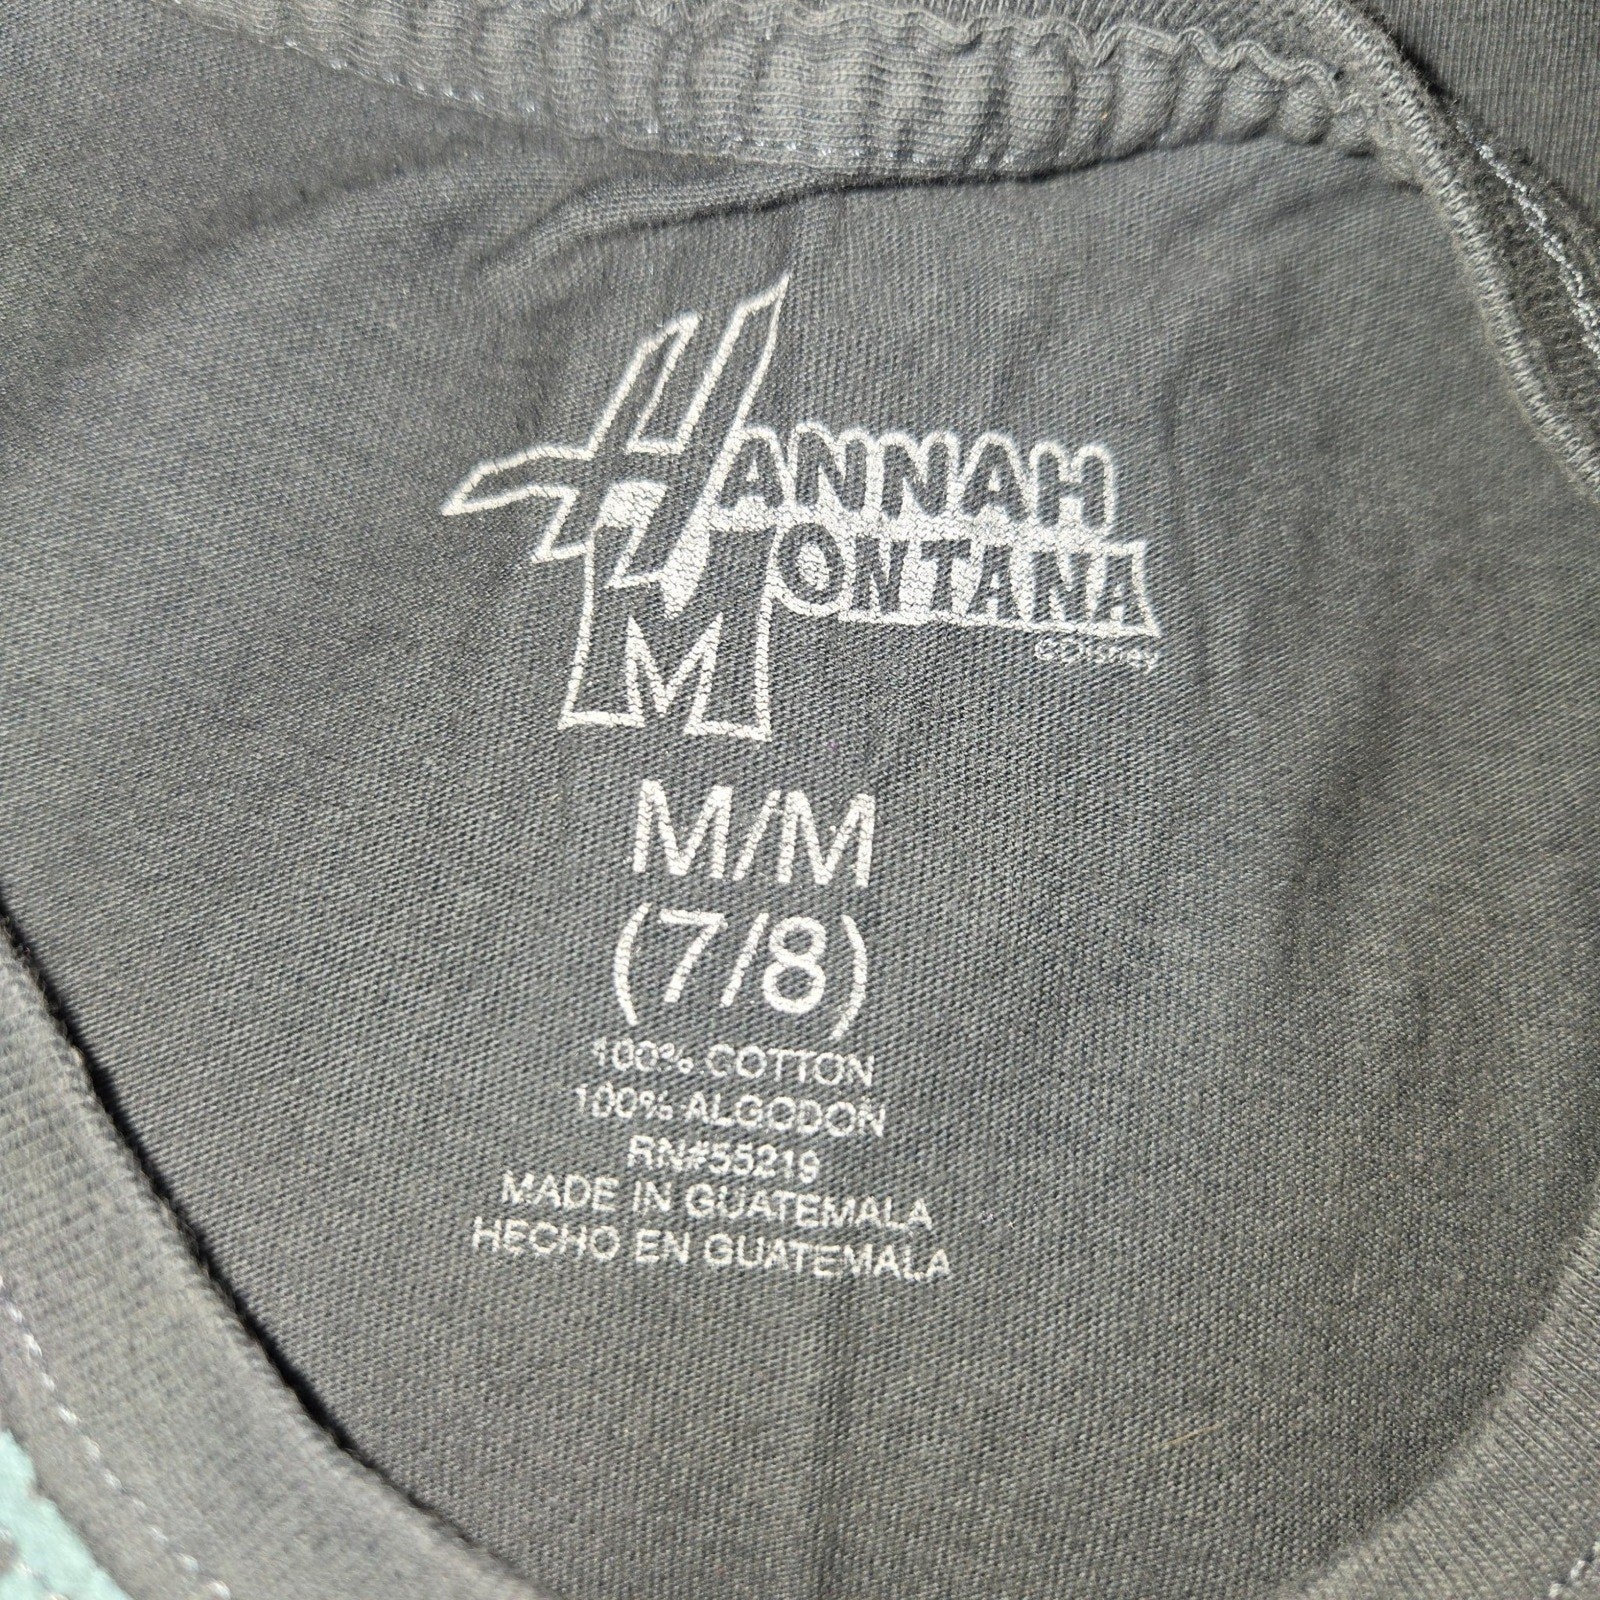 HANNAH
MONTANA
©Disney
M/M
(7/8)
100% COTTON
100% ALGODON
RN#55219
MADE IN GUATEMALA
HECHO EN GUATEMALA